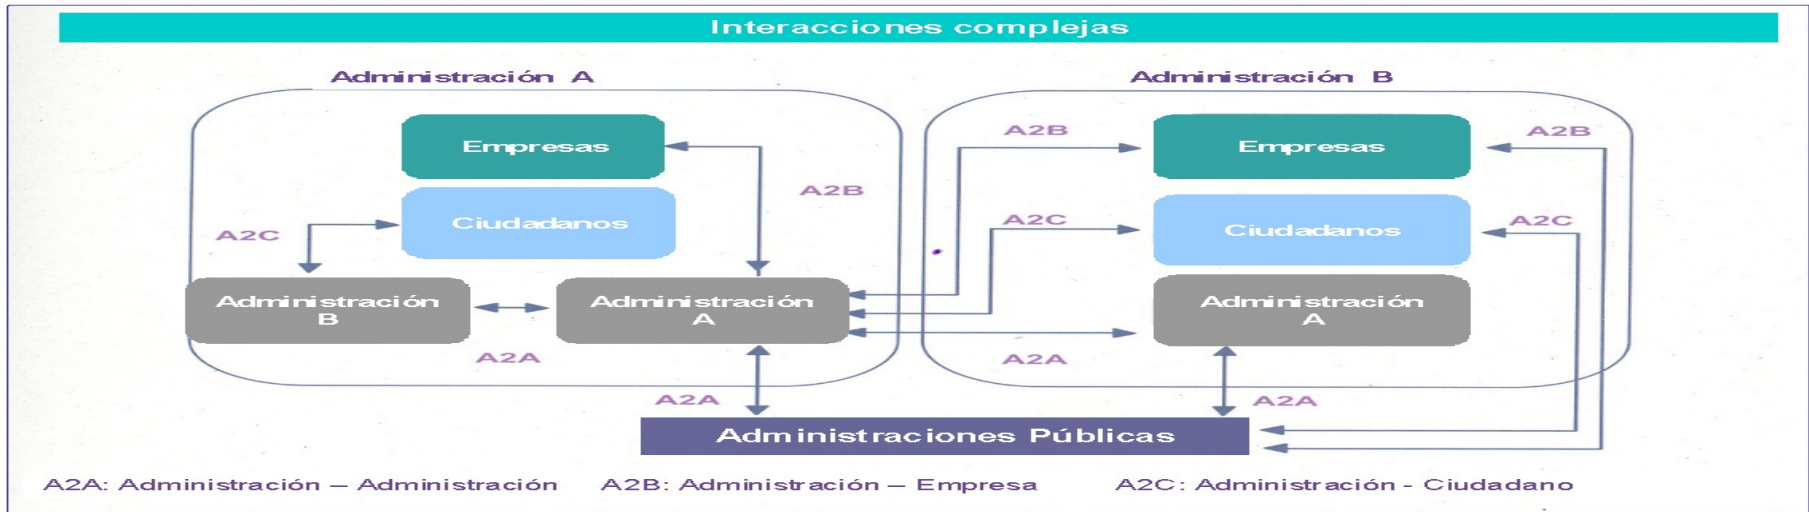 Interacciones complejas
Administración A
Administración B
Empresas
A2B
Ciudadanos
A2C
Administración
B
Administración
A
A2A
A2B
Empresas
A2B
A2C
Ciudadanos
A2C
Administración
A
A2A
A2A
A2A
Administraciones Públicas
A2A: Administración – Administración
A2B: Administración – Empresa
A2C: Administración - Ciudadano